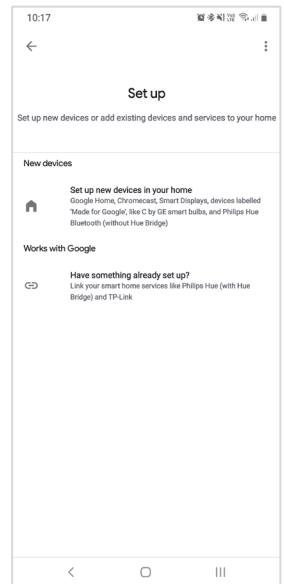 10:17
Set up
Set up new devices or add existing devices and services to your home
New devices
Set up new devices in your home
Google Home, Chromecast, Smart Displays, devices labelled
'Made for Google', like C by GE smart bulbs, and Philips Hue
Bluetooth (without Hue Bridge)
Works with Google
Have something already set up?
Link your smart home services like Philips Hue (with Hue
Bridge) and TP-Link